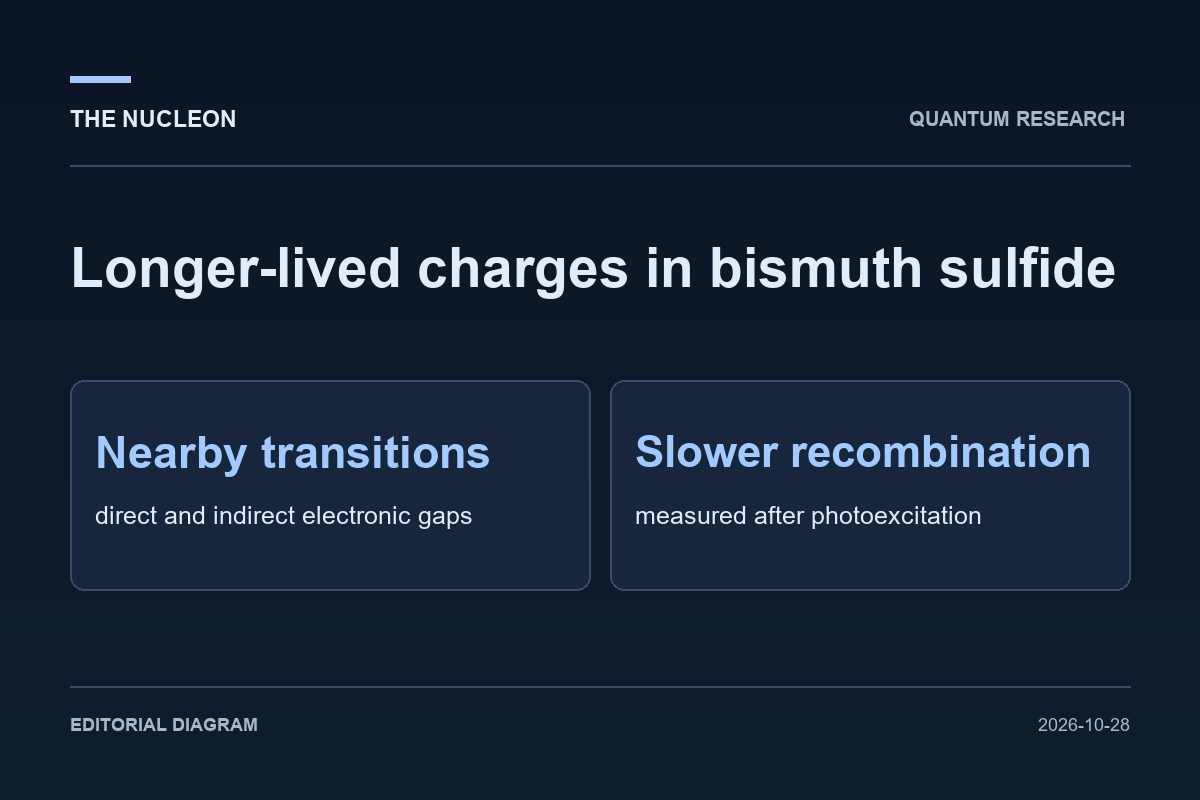 THE NUCLEON
QUANTUM RESEARCH
Longer-lived charges in bismuth sulfide
Nearby transitions
direct and indirect electronic gaps
Slower recombination
measured after photoexcitation
EDITORIAL DIAGRAM
2026-10-28